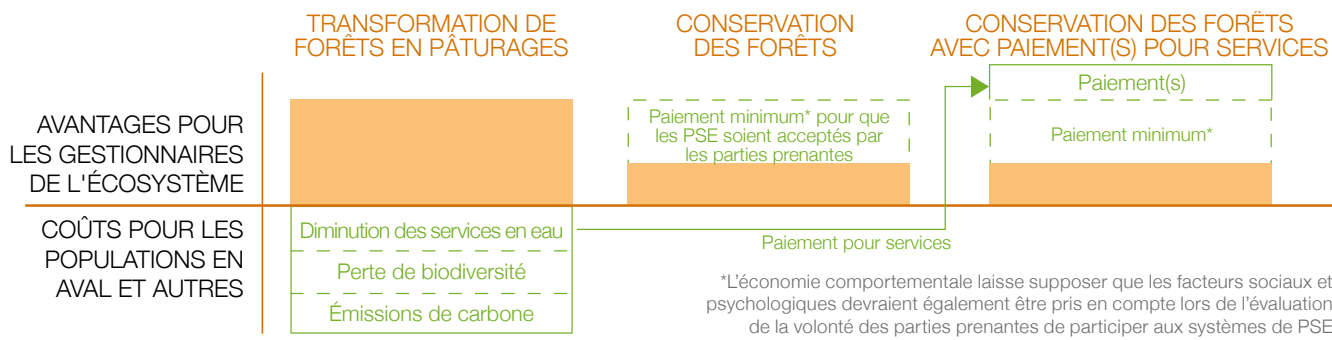 TRANSFORMATION DE
FORÊTS EN PÂTURAGES
CONSERVATION
DES FORÊTS
CONSERVATION DES FORÊTS
AVEC PAIEMENT(S) POUR SERVICES
AVANTAGES POUR
LES GESTIONNAIRES
DE L'ÉCOSYSTÈME
Paiement minimum* pour que
les PSE soient acceptés par
les parties prenantes
Paiement(s)
Paiement minimum*
COÛTS POUR LES
POPULATIONS EN
AVAL ET AUTRES
Diminution des services en eau
Perte de biodiversité
Émissions de carbone
Paiement pour services
*L’économie comportementale laisse supposer que les facteurs sociaux et
psychologiques devraient également être pris en compte lors de l’évaluation
de la volonté des parties prenantes de participer aux systèmes de PSE